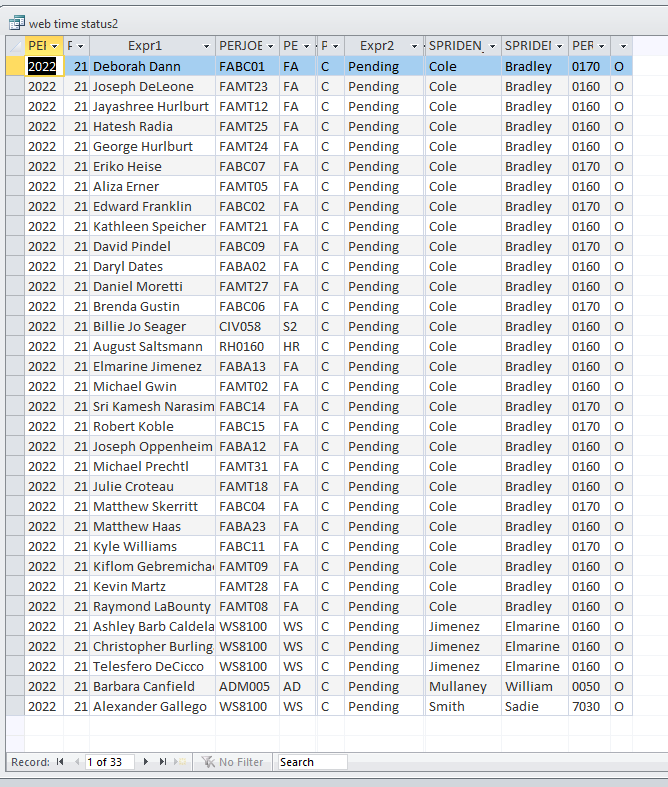 web time status2
PEI P Expr1 PERJOE PE P Expr2 SPRIDEN_ SPRIDEI PER
2022 21 Deborah Dann FABC01 FA C Pending Cole Bradley 0170 O
2022 21 Joseph DeLeone FAMT23 FA C Pending Cole Bradley 0160 O
2022 21 Jayashree Hurlburt FAMT12 FA C Pending Cole Bradley 0160 O
2022 21 Hatesh Radia FAMT25 FA C Pending Cole Bradley 0160 O
2022 21 George Hurlburt FAMT24 FA C Pending Cole Bradley 0160 O
2022 21 Eriko Heise FABC07 FA C Pending Cole Bradley 0170 O
2022 21 Aliza Erner FAMT05 FA C Pending Cole Bradley 0160 O
2022 21 Edward Franklin FABC02 FA C Pending Cole Bradley 0170 O
2022 21 Kathleen Speicher FAMT21 FA C Pending Cole Bradley 0160 O
2022 21 David Pindel FABC09 FA C Pending Cole Bradley 0170 O
2022 21 Daryl Dates FABA02 FA C Pending Cole Bradley 0160 O
2022 21 Daniel Moretti FAMT27 FA C Pending Cole Bradley 0160 O
2022 21 Brenda Gustin FABC06 FA C Pending Cole Bradley 0170 O
2022 21 Billie Jo Seager CIV058 S2 C Pending Cole Bradley 0160 O
2022 21 August Saltsmann RH0160 HR C Pending Cole Bradley 0160 O
2022 21 Elmarine Jimenez FABA13 FA C Pending Cole Bradley 0160 O
2022 21 Michael Gwin FAMT02 FA C Pending Cole Bradley 0160 O
2022 21 Sri Kamesh Narasim FABC14 FA C Pending Cole Bradley 0170 O
2022 21 Robert Koble FABC15 FA C Pending Cole Bradley 0170 O
2022 21 Joseph Oppenheim FABA12 FA C Pending Cole Bradley 0160 O
2022 21 Michael Prechtl FAMT31 FA C Pending Cole Bradley 0160 O
2022 21 Julie Croteau FAMT18 FA C Pending Cole Bradley 0160 O
2022 21 Matthew Skerritt FABC04 FA C Pending Cole Bradley 0170 O
2022 21 Matthew Haas FABA23 FA C Pending Cole Bradley 0160 O
2022 21 Kyle Williams FABC11 FA C Pending Cole Bradley 0170 O
2022 21 Kiflom Gebremichae FAMT09 FA C Pending Cole Bradley 0160 O
2022 21 Kevin Martz FAMT28 FA C Pending Cole Bradley 0160 O
2022 21 Raymond LaBounty FAMT08 FA C Pending Cole Bradley 0160 O
2022 21 Ashley Barb Caldela WS8100 WS C Pending Jimenez Elmarine 0160 O
2022 21 Christopher Burling WS8100 WS C Pending Jimenez Elmarine 0160 O
2022 21 Telesfero DeCicco WS8100 WS C Pending Jimenez Elmarine 0160 O
2022 21 Barbara Canfield ADM005 AD C Pending Mullaney William 0050 O
2022 21 Alexander Gallego WS8100 WS C Pending Smith Sadie 7030 O
Record: 1 of 33 No Filter Search